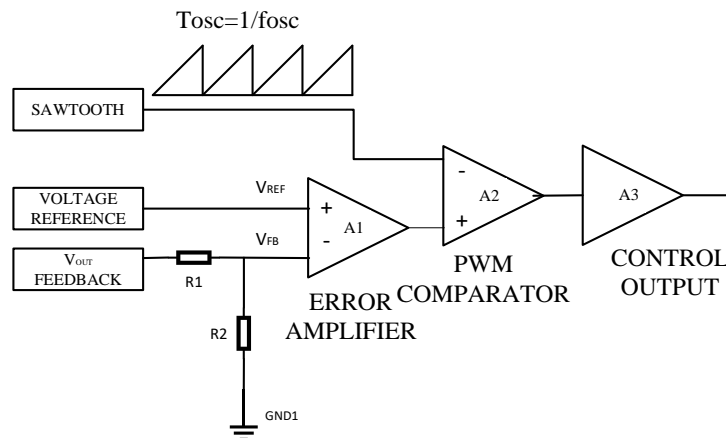 Tosc=1/fosc
SAWTOOTH
VOLTAGE
REFERENCE
VREF
+
-
A1
VOUT
FEEDBACK
VFB
R1
R2
GND1
ERROR
AMPLIFIER
-
+
A2
PWM
COMPARATOR
A3
CONTROL
OUTPUT